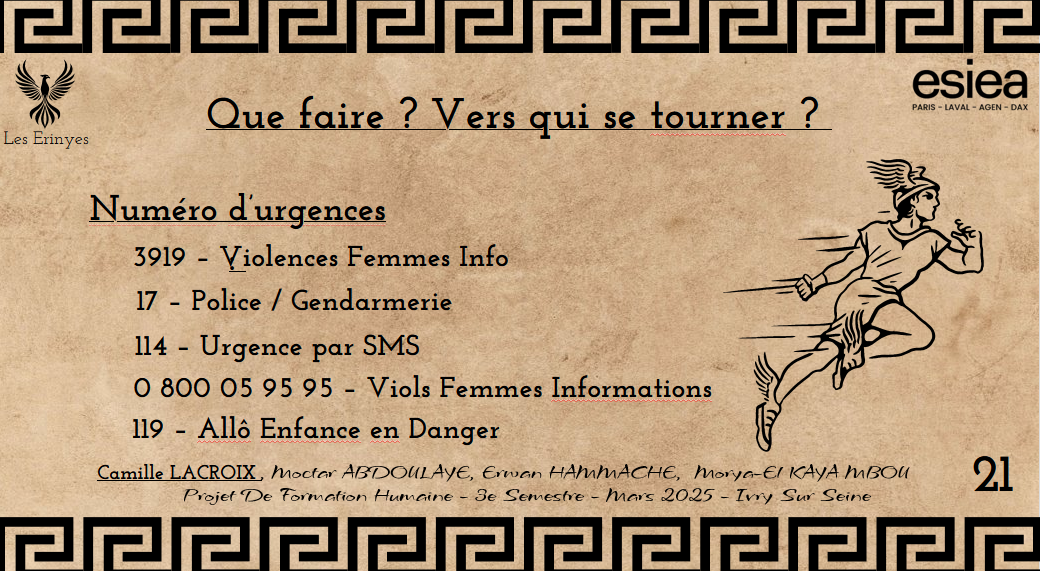 esiea
PARIS - LAVAL - AGEN - DAX
Les Erinyes
Que faire ? Vers qui se tourner ?
Numéro d'urgences
3919 - Violences Femmes Info
17 - Police / Gendarmerie
114 - Urgence par SMS
0 800 05 95 95 - Viols Femmes Informations
119 - Allô Enfance en Danger
Camille LACROIX , Moctar ABDOULAYE, Erwan HAMMACHE, Morya-El KAYA MBOU
Projet De Formation Humaine - 3e Semestre - Mars 2025 - Ivry Sur Seine
21